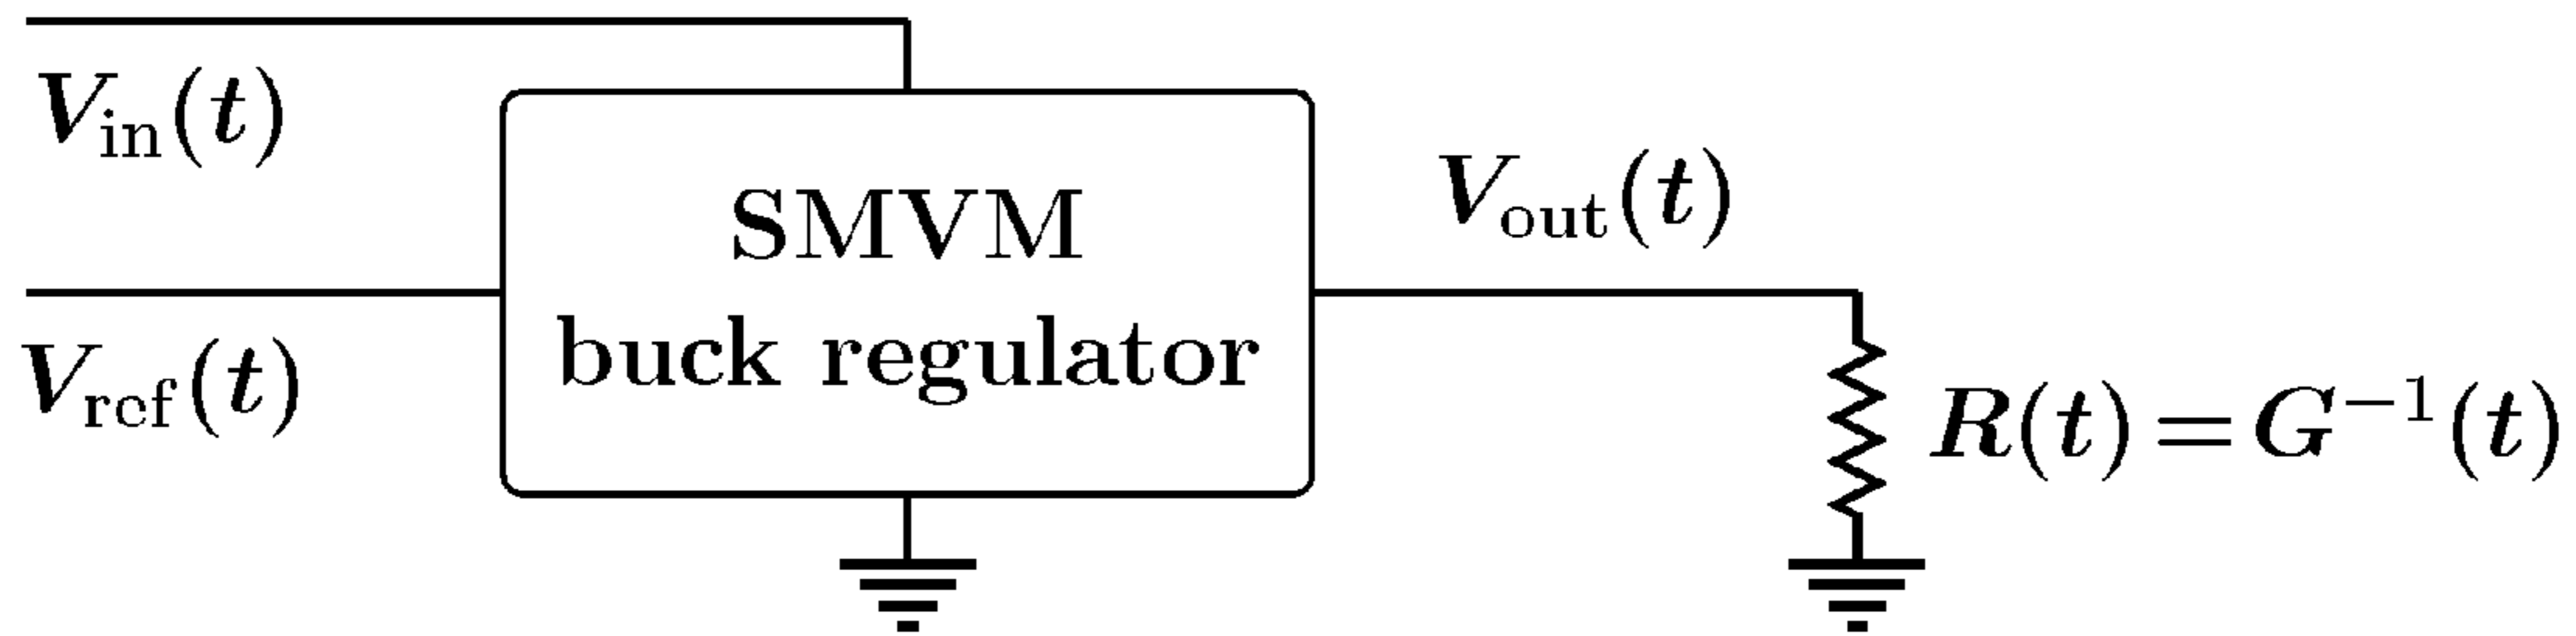 V_in(t)
SMVM
V_out(t)
buck regulator
V_ref(t)
R(t) = G^{-1}(t)